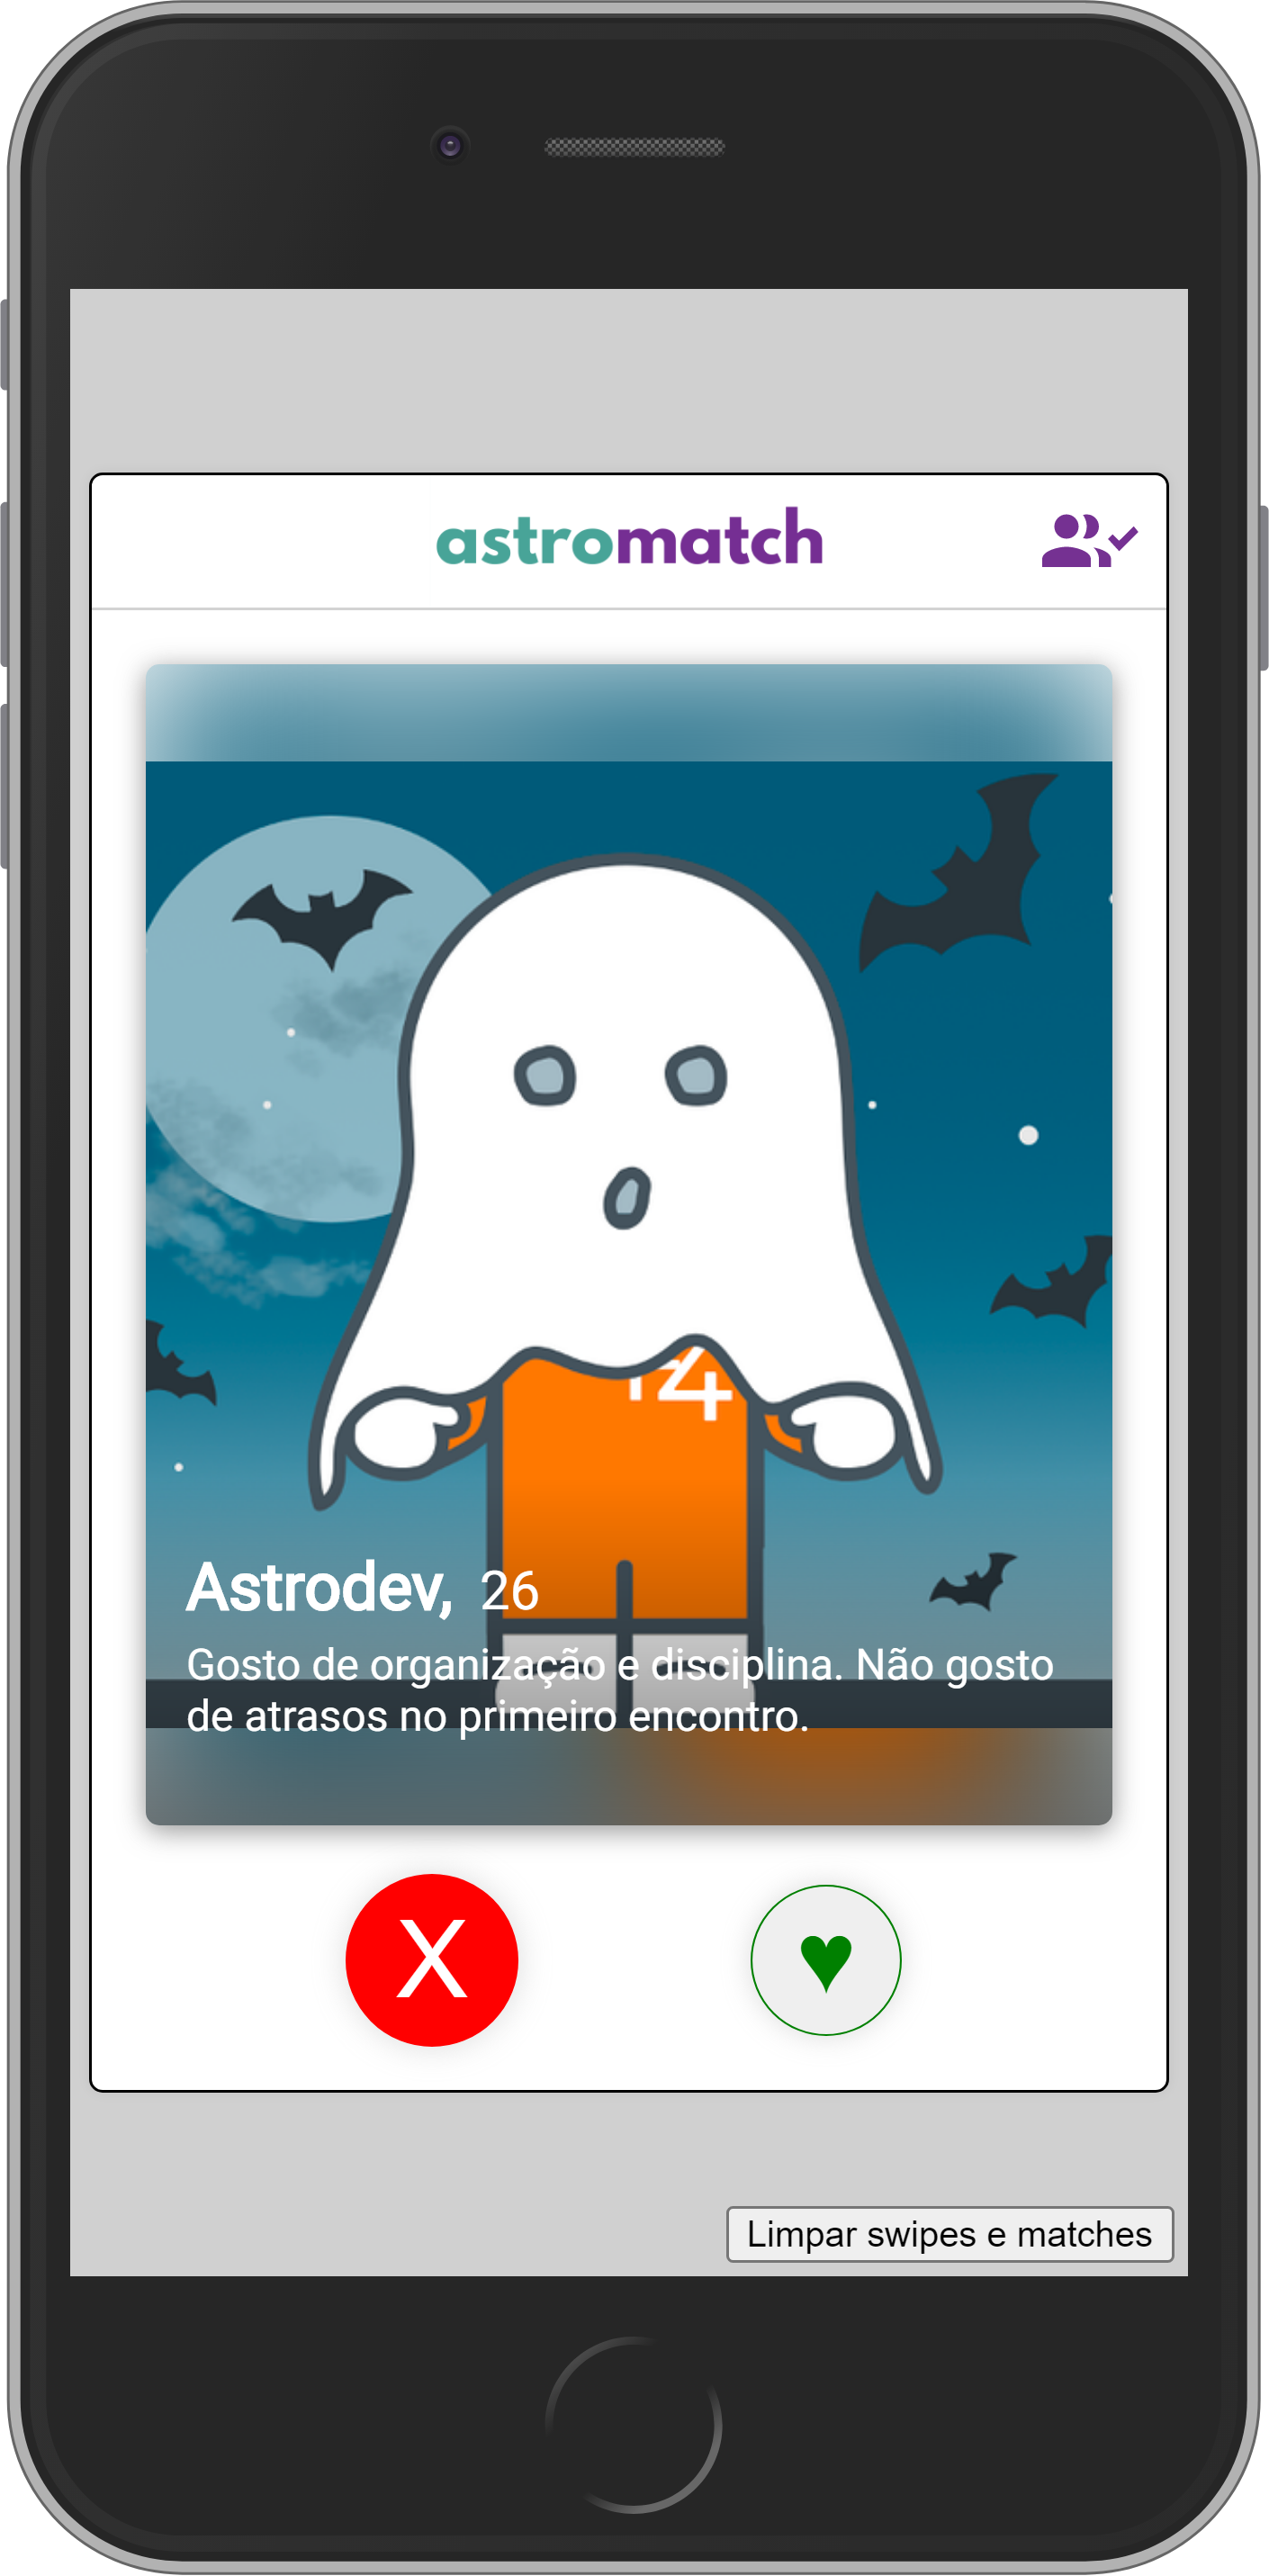 astromatch
Astrodev, 26
Gosto de organização e disciplina. Não gosto
de atrasos no primeiro encontro.
X
Limpar swipes e matches